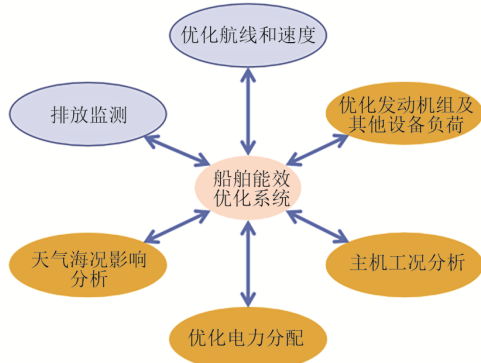 优化航线和速度
排放监测
优化发动机组及
其他设备负荷
船舶能效
优化系统
天气海况影响
分析
主机工况分析
优化电力分配